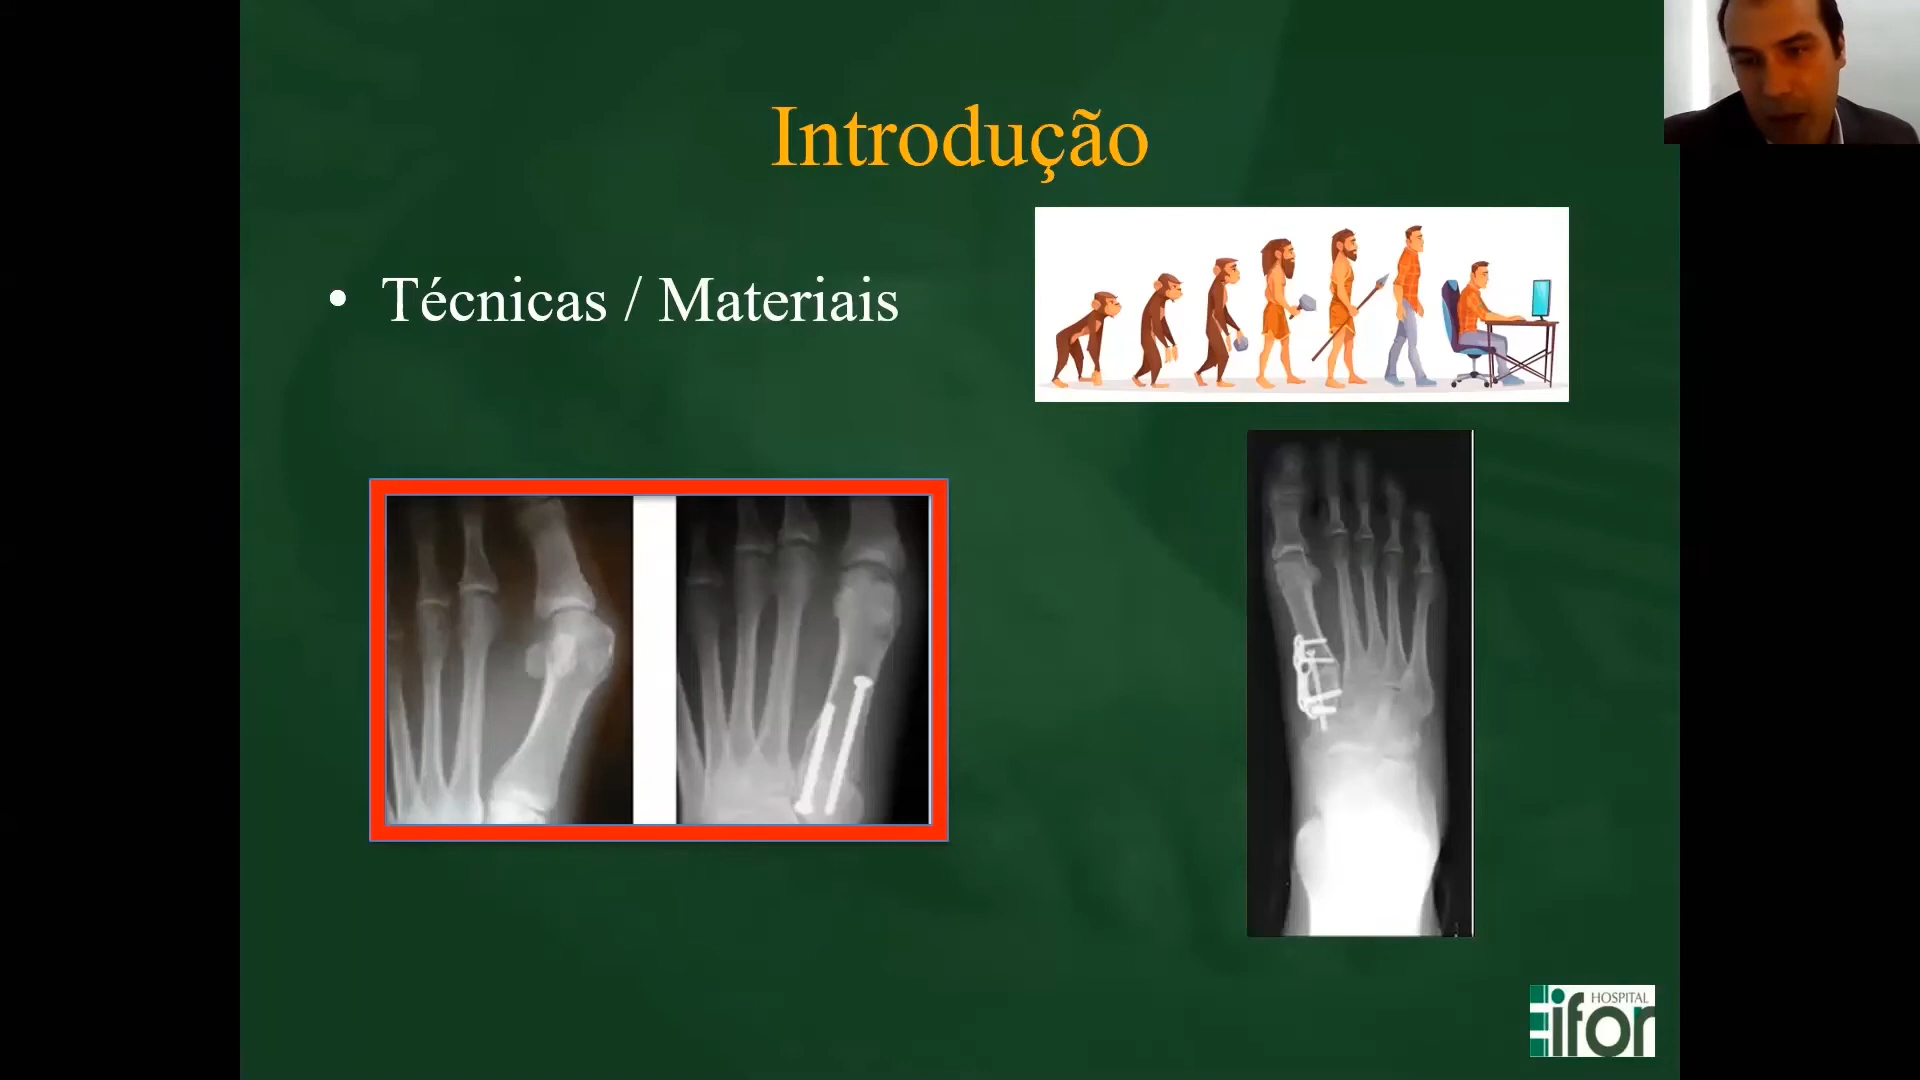 Introdução
• Técnicas / Materiais
HOSPITAL
ifor